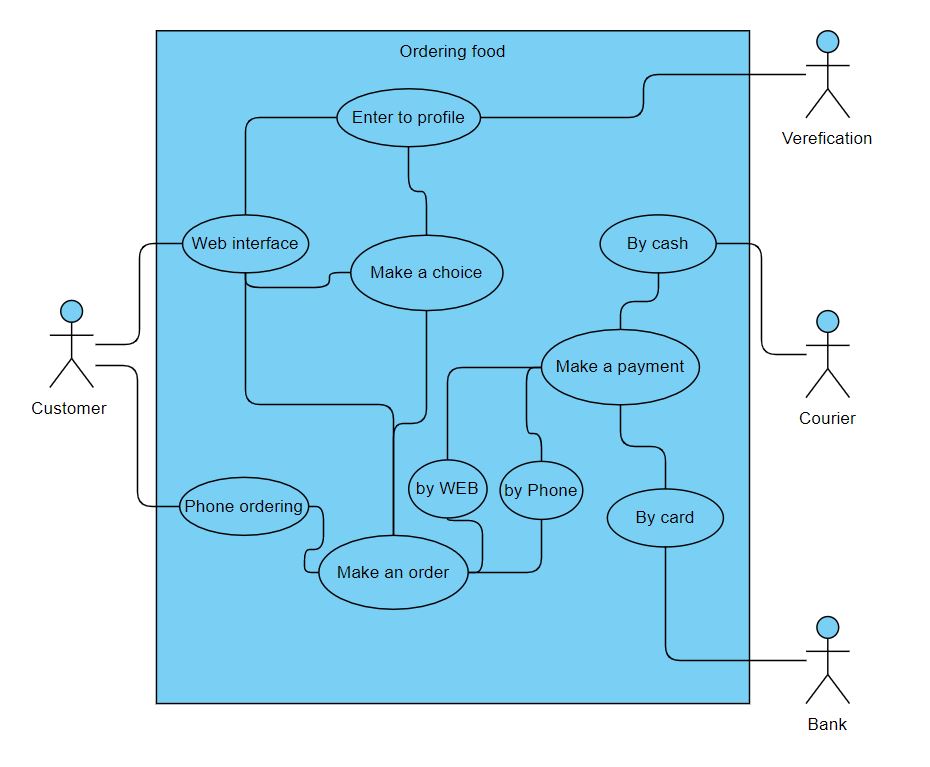 Ordering food
Enter to profile
Verefication
Web interface
By cash
Make a choice
Make a payment
Customer
Courier
by WEB
by Phone
Phone ordering
By card
Make an order
Bank